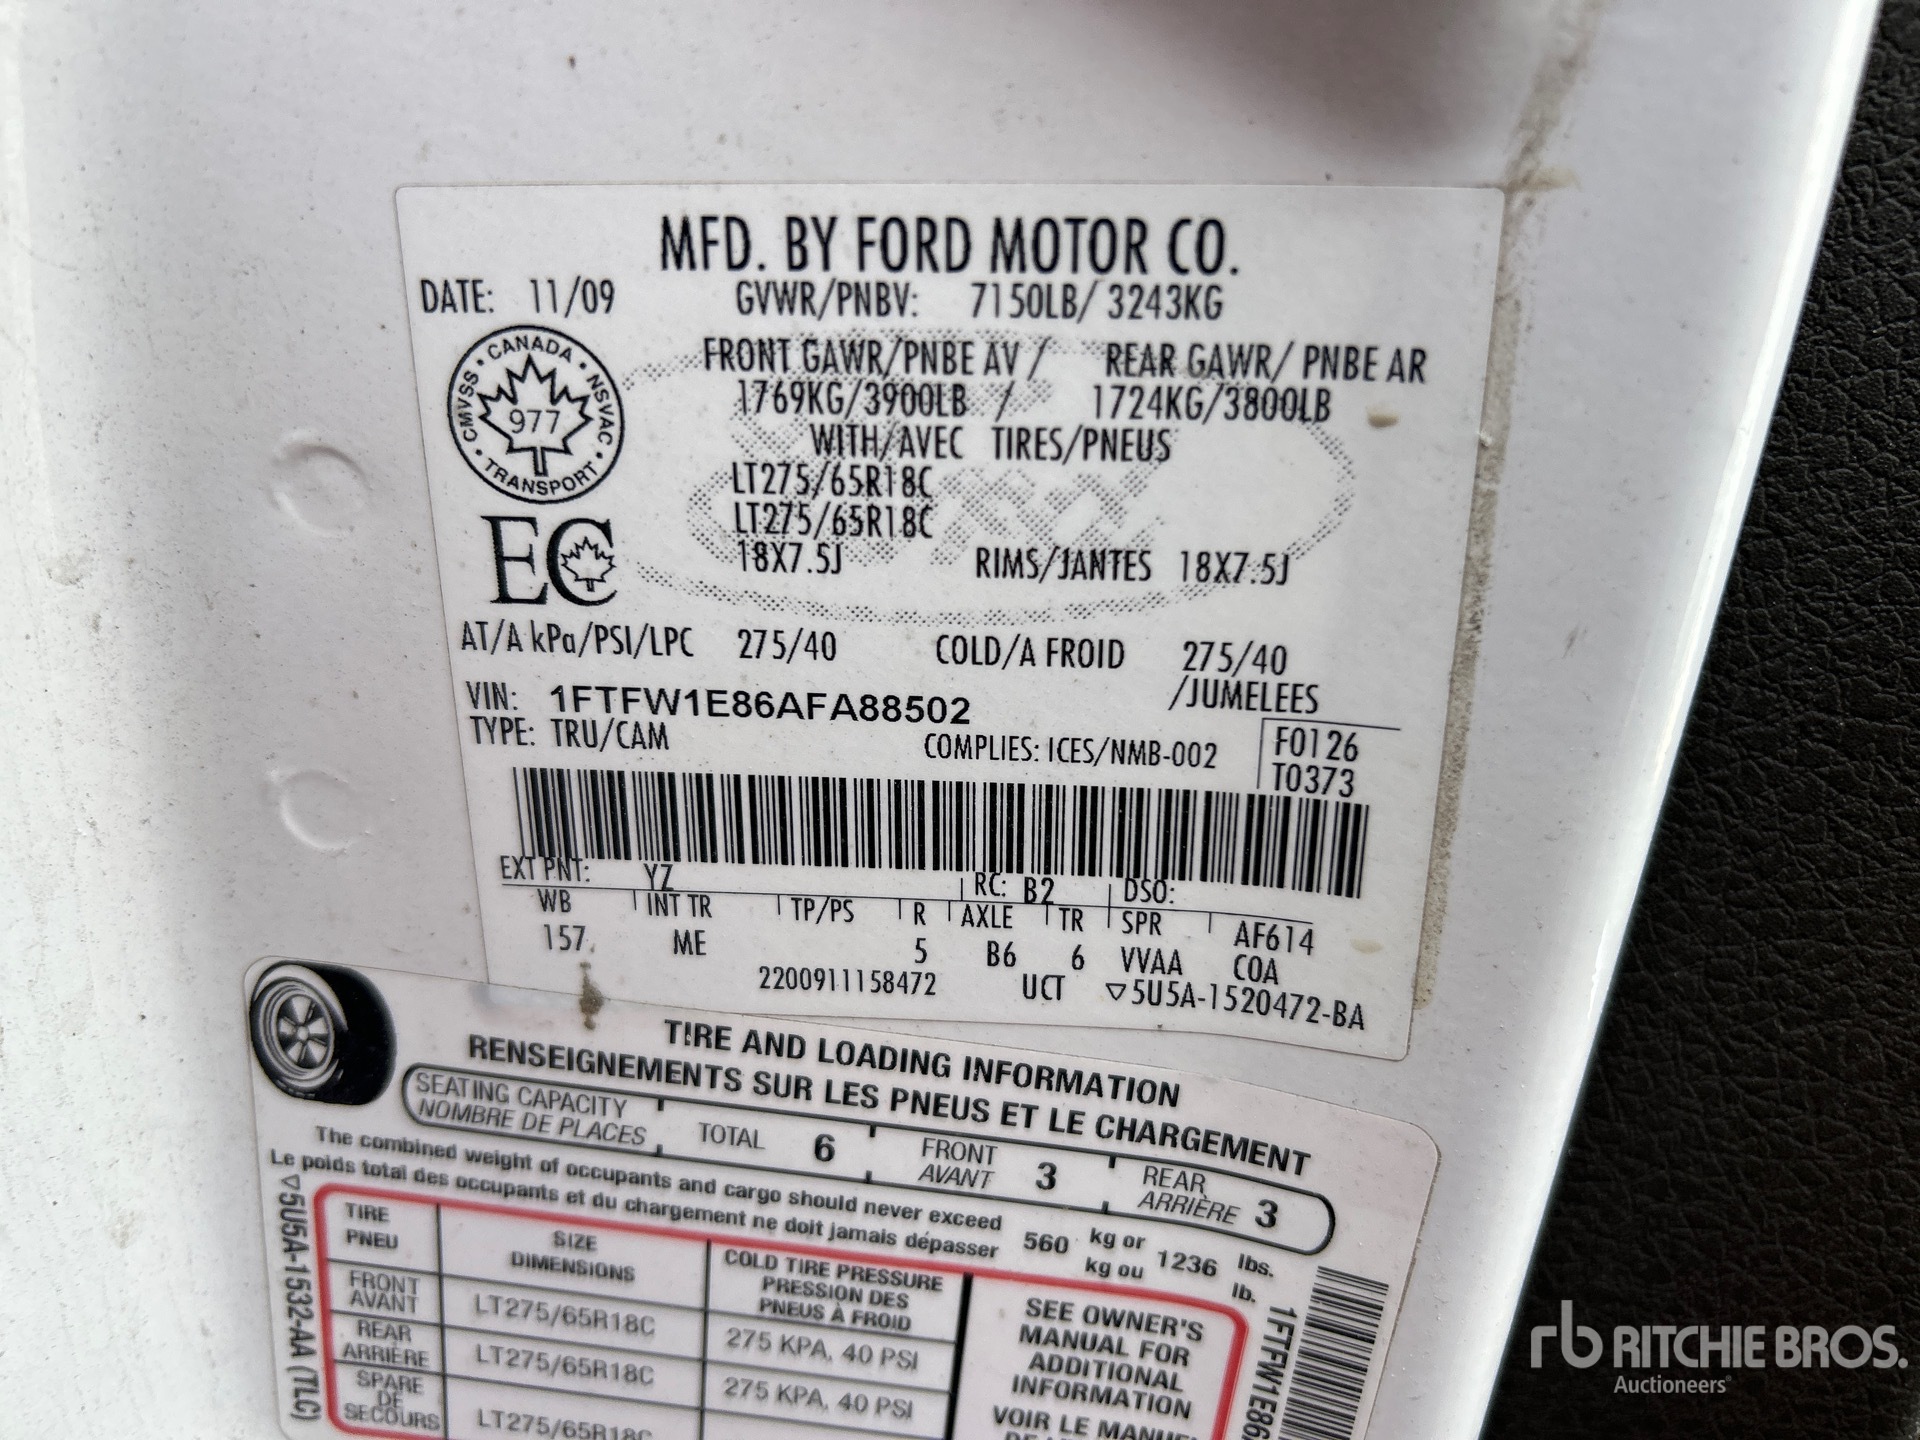 MFD. BY FORD MOTOR CO.
DATE: 11/09 GVWR/PNBV: 7150LB/ 3243KG
FRONT GAWR/PNBE AV / REAR GAWR/ PNBE AR
1769KG/3900LB / 1724KG/3800LB
WITH/AVEC TIRES/PNEUS
LT275/65R18C
LT275/65R18C
18X7.5J RIMS/JANTES 18X7.5J
CANADA · NSVAC · TRANSPORT · CMVSS ·
977
EC
AT/A kPa/PSI/LPC 275/40 COLD/A FROID 275/40
/JUMELEES
VIN: 1FTFW1E86AFA88502
TYPE: TRU/CAM COMPLIES: ICES/NMB-002
F0126
T0373
EXT PNT: YZ RC: B2 DSO:
WB INT TR TP/PS R AXLE TR SPR AF614
157 ME 5 B6 6 VVAA COA
2200911158472 UCT ▽5U5A-1520472-BA
TIRE AND LOADING INFORMATION
RENSEIGNEMENTS SUR LES PNEUS ET LE CHARGEMENT
SEATING CAPACITY
NOMBRE DE PLACES
TOTAL 6
FRONT
AVANT 3
REAR
ARRIÈRE 3
The combined weight of occupants and cargo should never exceed
Le poids total des occupants et du chargement ne doit jamais dépasser
560 kg or
kg ou 1236 lbs.
lb.
TIRE
PNEU
SIZE
DIMENSIONS
COLD TIRE PRESSURE
PRESSION DES
PNEUS À FROID
FRONT
AVANT
LT275/65R18C
275 KPA, 40 PSI
REAR
ARRIÈRE
LT275/65R18C
275 KPA, 40 PSI
SPARE
DE
SECOURS
LT275/65R18C
SEE OWNER'S
MANUAL FOR
ADDITIONAL
INFORMATION
VOIR LE MANUEL
▽5U5A-1532-AA (TLC)
1FTFW1E86
rb RITCHIE BROS.
Auctioneers